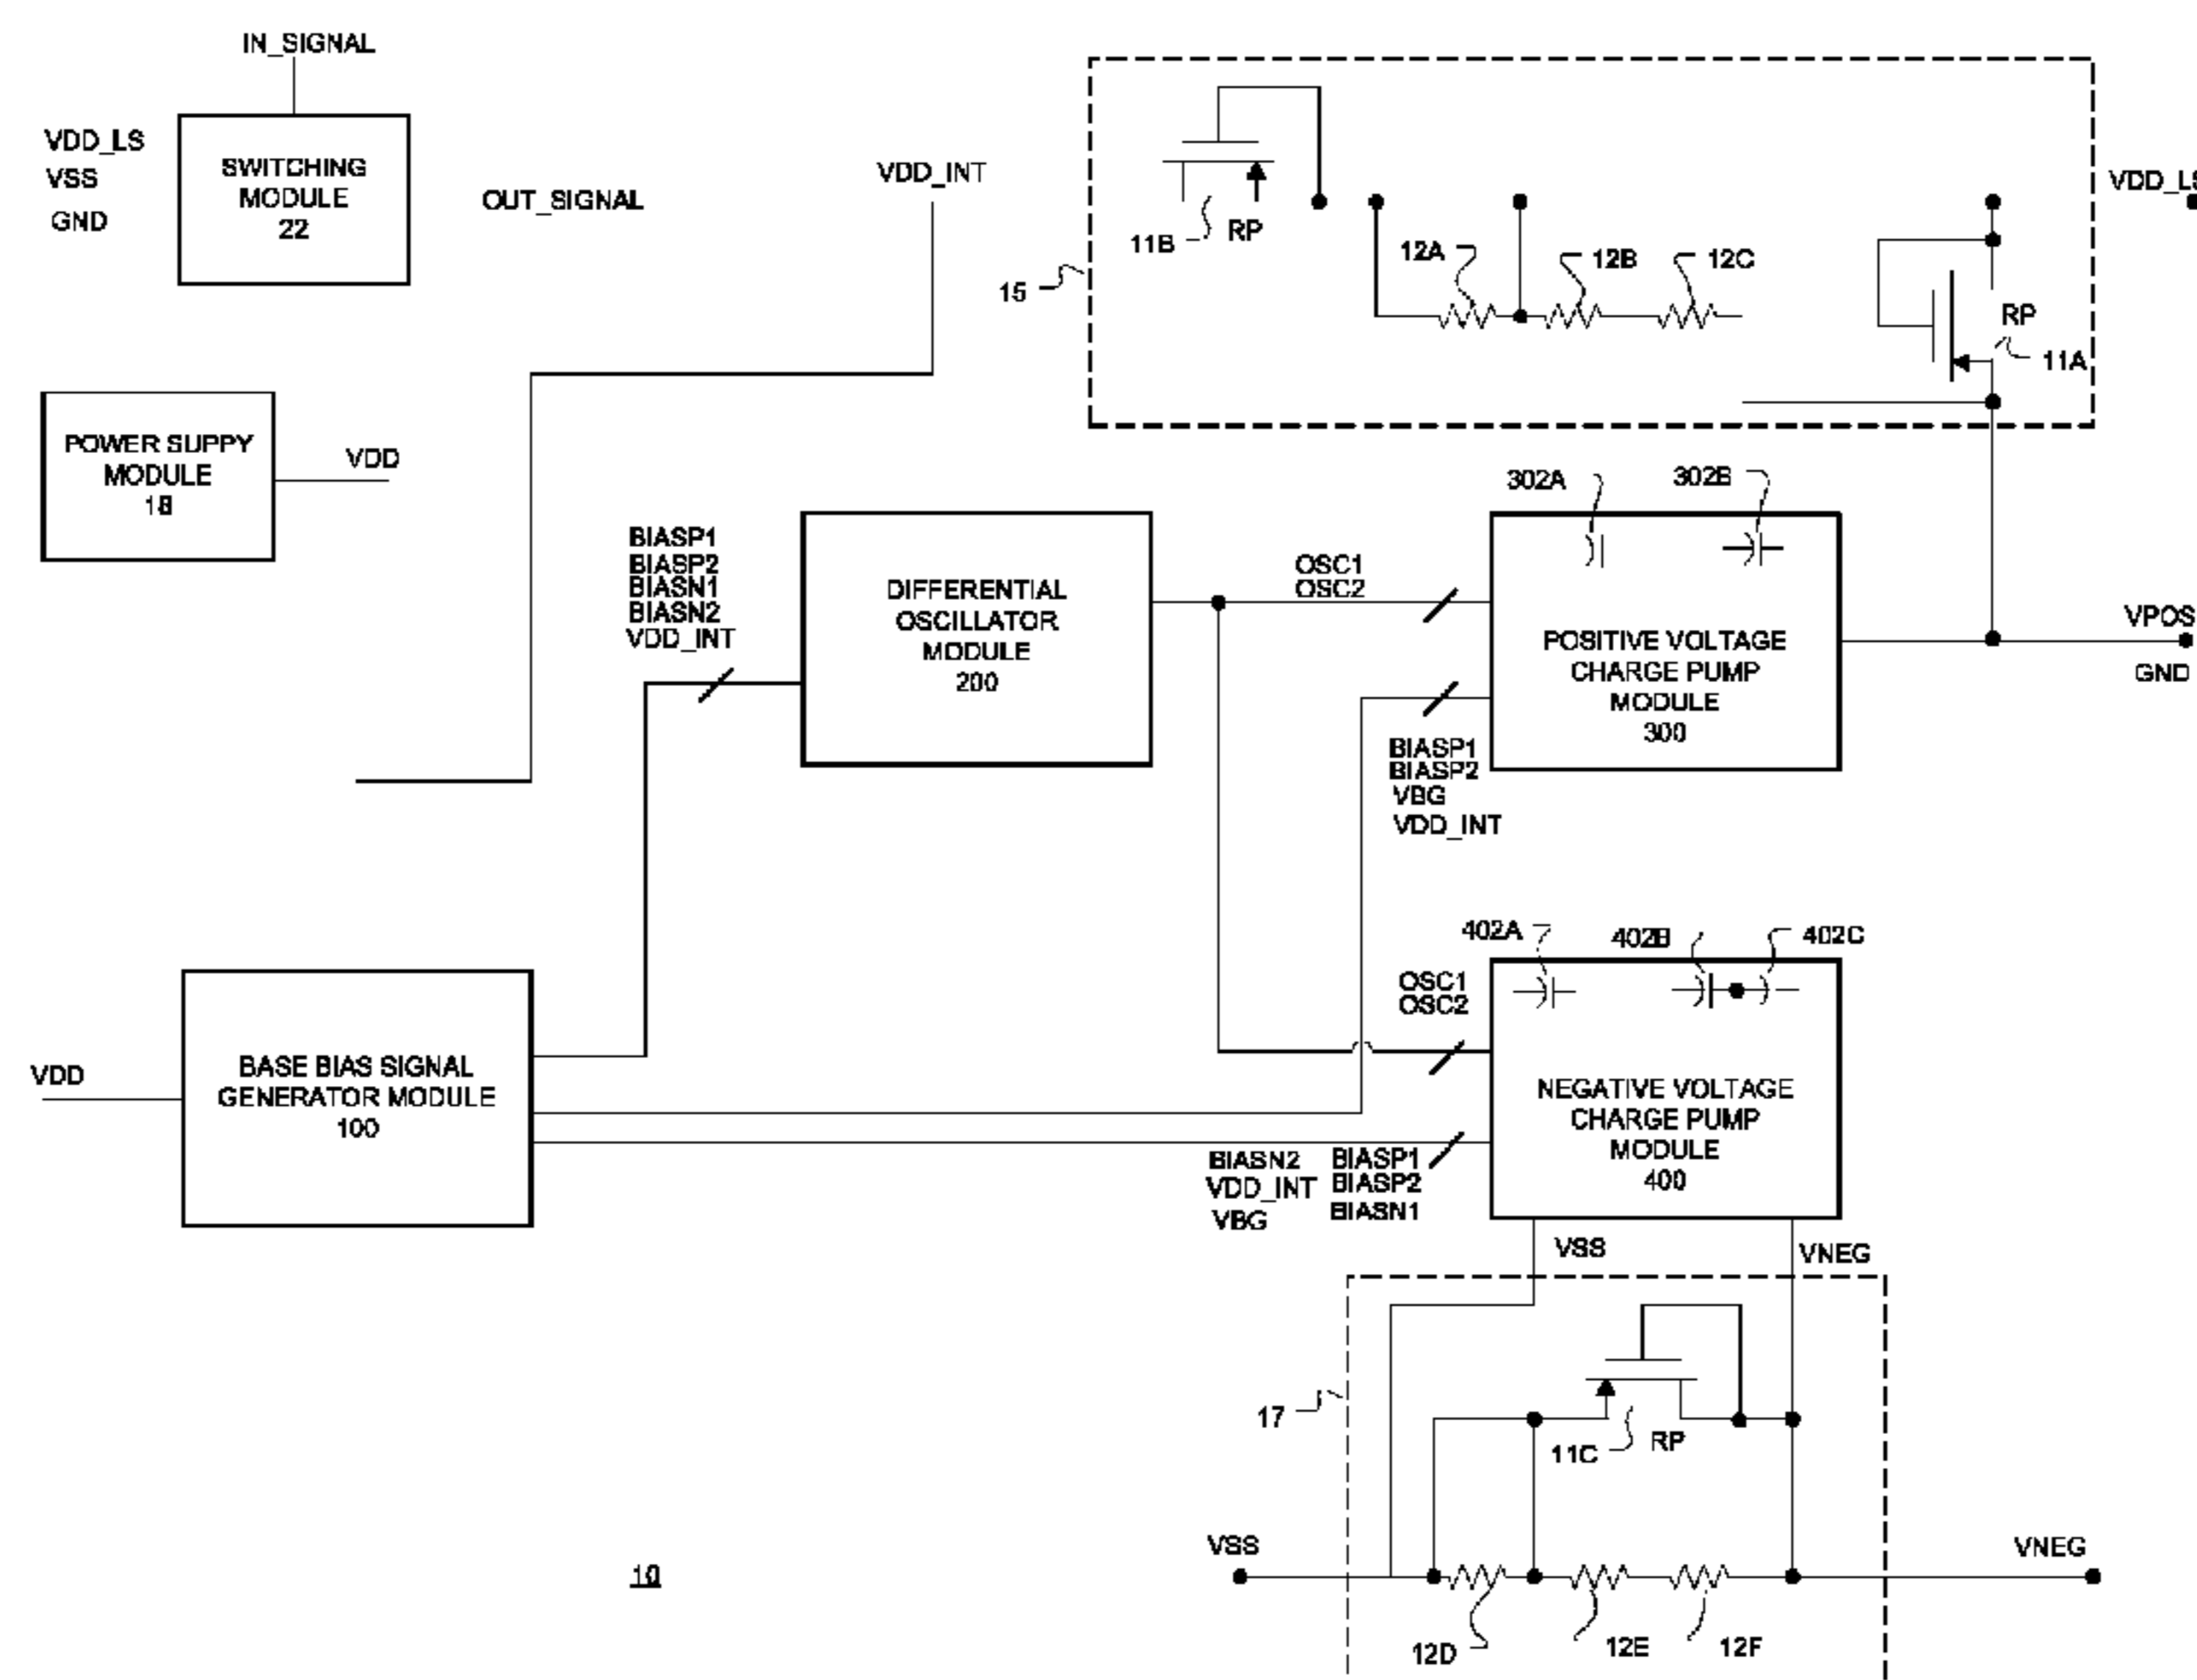 IN_SIGNAL
VDD_LS
VSS
GND
SWITCHING
MODULE
22
OUT_SIGNAL
VDD_INT
11B
RP
12A
12B
12C
15
RP
11A
VDD_LS
POWER SUPPY
MODULE
18
VDD
BIASP1
BIASP2
BIASN1
BIASN2
VDD_INT
DIFFERENTIAL
OSCILLATOR
MODULE
200
OSC1
OSC2
302A
302B
POSITIVE VOLTAGE
CHARGE PUMP
MODULE
300
VPOS
GND
BIASP1
BIASP2
VBG
VDD_INT
VDD
BASE BIAS SIGNAL
GENERATOR MODULE
100
OSC1
OSC2
402A
402B
402C
NEGATIVE VOLTAGE
CHARGE PUMP
MODULE
400
BIASN2
VDD_INT
VBG
BIASP1
BIASP2
BIASN1
VSS
VNEG
17
11C
RP
VSS
VNEG
12D
12E
12F
10